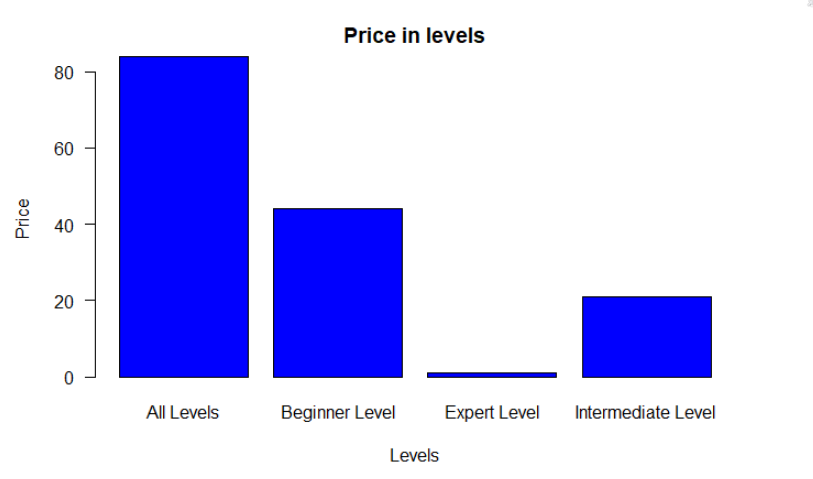 Price in levels
Price
80
60
40
20
0
All Levels Beginner Level Expert Level Intermediate Level
Levels